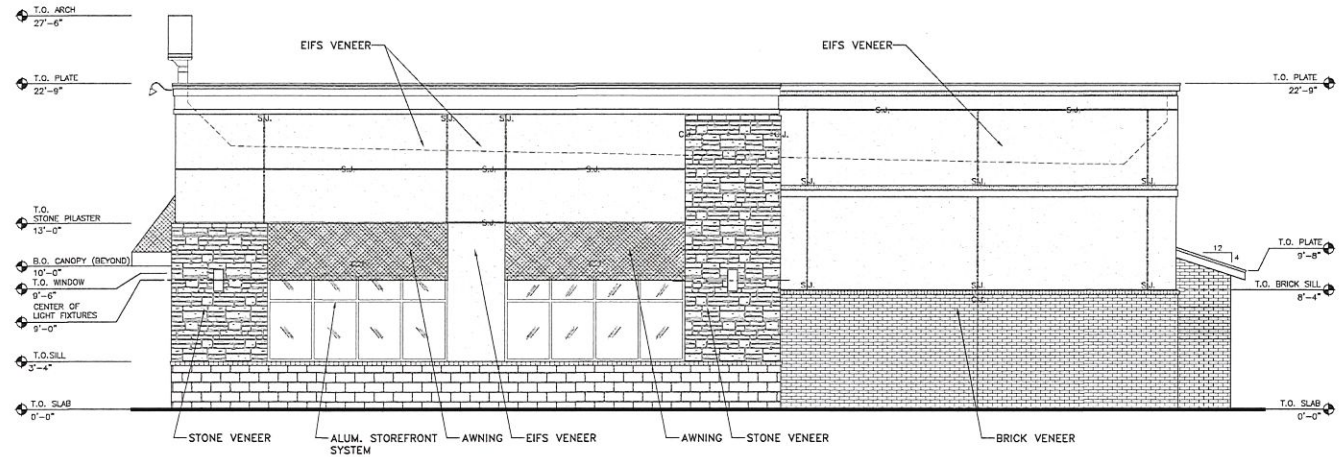 T.O. ARCH
27'-6"
EIFS VENEER
EIFS VENEER
T.O. PLATE
22'-9"
T.O. PLATE
22'-9"
S.J.
S.J.
S.J.
S.J.
S.J.
C.J.
C.J.
S.J.
S.J.
S.J.
S.J.
S.J.
S.J.
T.O.
STONE PILASTER
13'-0"
S.J.
B.O. CANOPY (BEYOND)
10'-0"
12
4
T.O. PLATE
9'-8"
T.O. WINDOW
9'-6"
S.J.
S.J.
S.J.
T.O. BRICK SILL
8'-4"
C.J.
CENTER OF
LIGHT FIXTURES
9'-0"
T.O.SILL
3'-4"
T.O. SLAB
0'-0"
T.O. SLAB
0'-0"
STONE VENEER
ALUM. STOREFRONT
SYSTEM
AWNING
EIFS VENEER
AWNING
STONE VENEER
BRICK VENEER